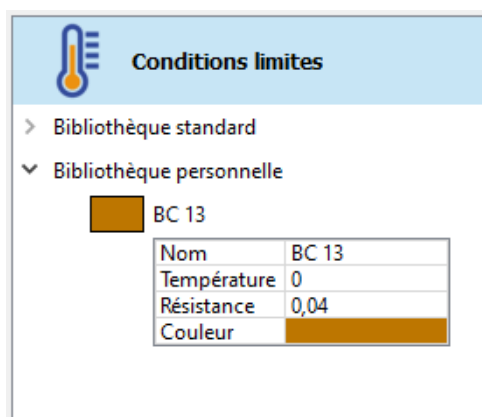 Conditions limites
Bibliothèque standard
Bibliothèque personnelle
BC 13
Nom BC 13
Température 0
Résistance 0,04
Couleur